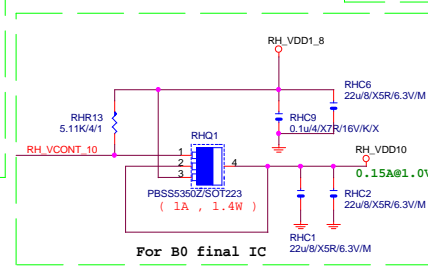 RH_VDD1_8
RHC6
22u/8/X5R/6.3V/M
RHR13
5.11K/4/1
RHC9
0.1u/4/X7R/16V/K/X
RHQ1
RH_VCONT_10
1
2
3
4
RH_VDD10
0.15A@1.0V
PBSS5350Z/SOT223
( 1A , 1.4W )
RHC2
22u/8/X5R/6.3V/M
RHC1
22u/8/X5R/6.3V/M
For B0 final IC